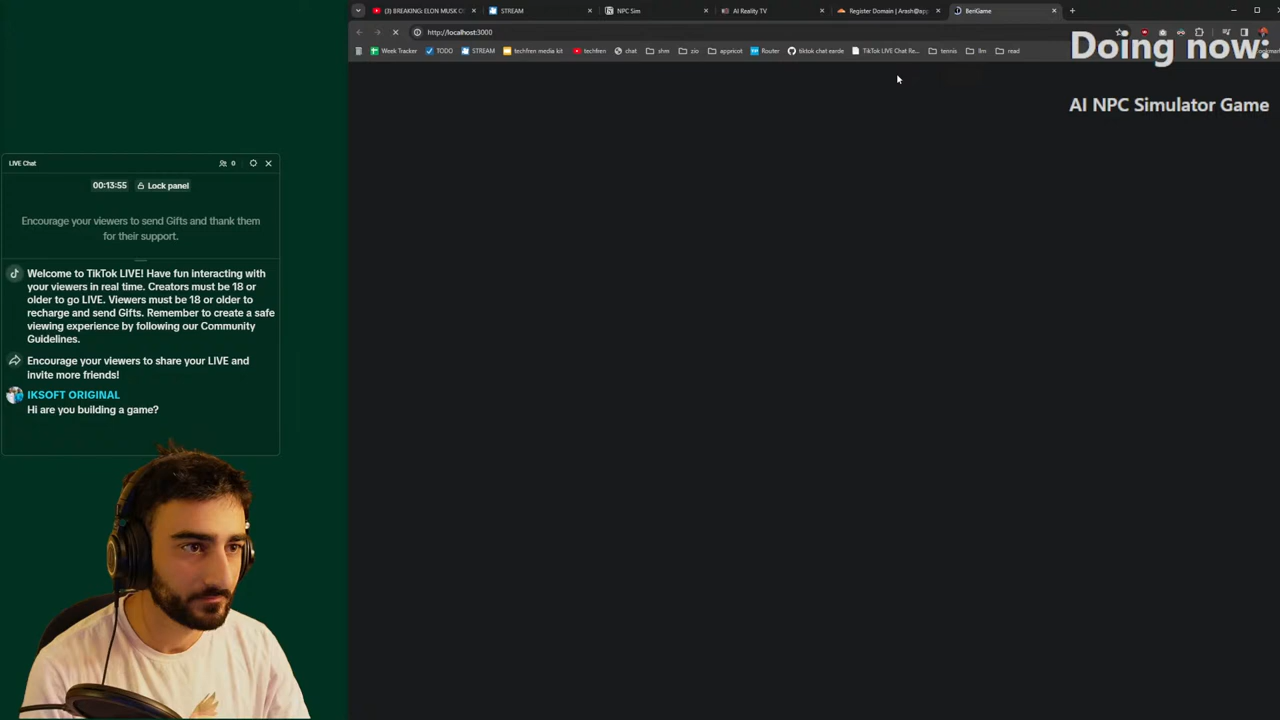 (3) BREAKING: ELON MUSK C
STREAM
NPC Sim
AI Reality TV
Register Domain | Arash@app
BenGame
http://localhost:3000
Week Tracker
TODO
STREAM
techfren media kit
techfren
chat
shm
zio
appricot
Router
tiktok chat eerde
TikTok LIVE Chat Re...
tennis
llm
read
Doing now:
AI NPC Simulator Game
LIVE Chat
0
00:13:55
Lock panel
Encourage your viewers to send Gifts and thank them
for their support.
Welcome to TikTok LIVE! Have fun interacting with
your viewers in real time. Creators must be 18 or
older to go LIVE. Viewers must be 18 or older to
recharge and send Gifts. Remember to create a safe
viewing experience by following our Community
Guidelines.
Encourage your viewers to share your LIVE and
invite more friends!
IKSOFT ORIGINAL
Hi are you building a game?